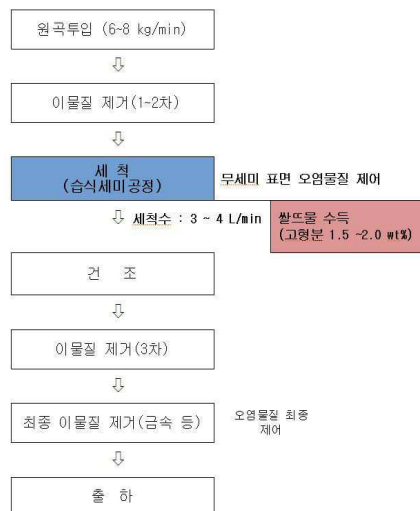 원곡투입 (6~8 kg/min)
이물질 제거(1~2차)
세 척
(습식세미공정)
무세미 표면 오염물질 제어
세척수 : 3 ~ 4 L/min
쌀뜨물 수득
(고형분 1.5 ~2.0 wt%)
건 조
이물질 제거(3차)
최종 이물질 제거(금속 등)
오염물질 최종
제어
출 하